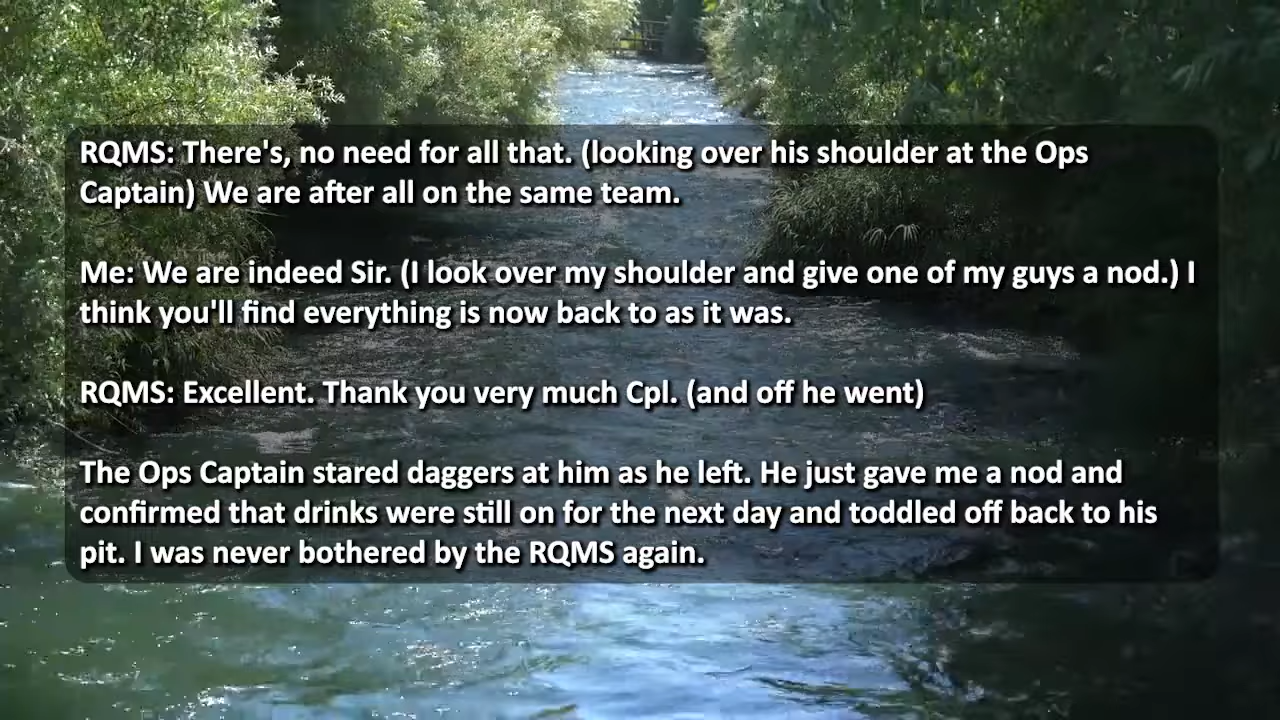 RQMS: There's, no need for all that. (looking over his shoulder at the Ops
Captain) We are after all on the same team.
Me: We are indeed Sir. (I look over my shoulder and give one of my guys a nod.) I
think you'll find everything is now back to as it was.
RQMS: Excellent. Thank you very much Cpl. (and off he went)
The Ops Captain stared daggers at him as he left. He just gave me a nod and
confirmed that drinks were still on for the next day and toddled off back to his
pit. I was never bothered by the RQMS again.